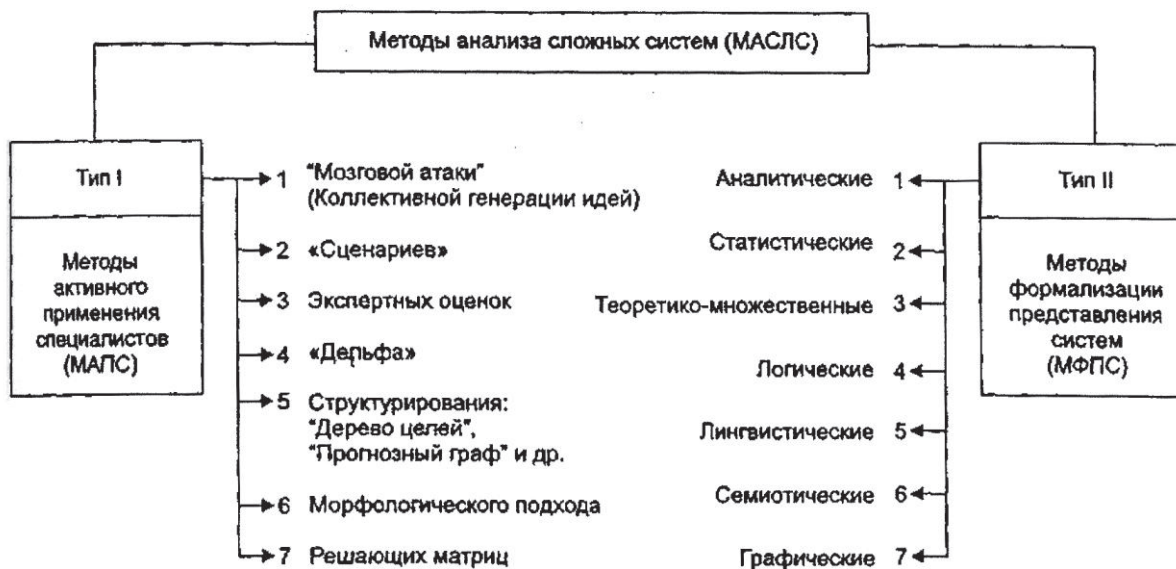 Методы анализа сложных систем (МАСЛС)
Тип I
Методы
активного
применения
специалистов
(МАПС)
1 "Мозговой атаки"
(Коллективной генерации идей)
2 «Сценариев»
3 Экспертных оценок
4 «Дельфа»
5 Структурирования:
"Дерево целей",
"Прогнозный граф" и др.
6 Морфологического подхода
7 Решающих матриц
Аналитические 1
Статистические 2
Теоретико-множественные 3
Логические 4
Лингвистические 5
Семиотические 6
Графические 7
Тип II
Методы
формализации
представления
систем
(МФПС)